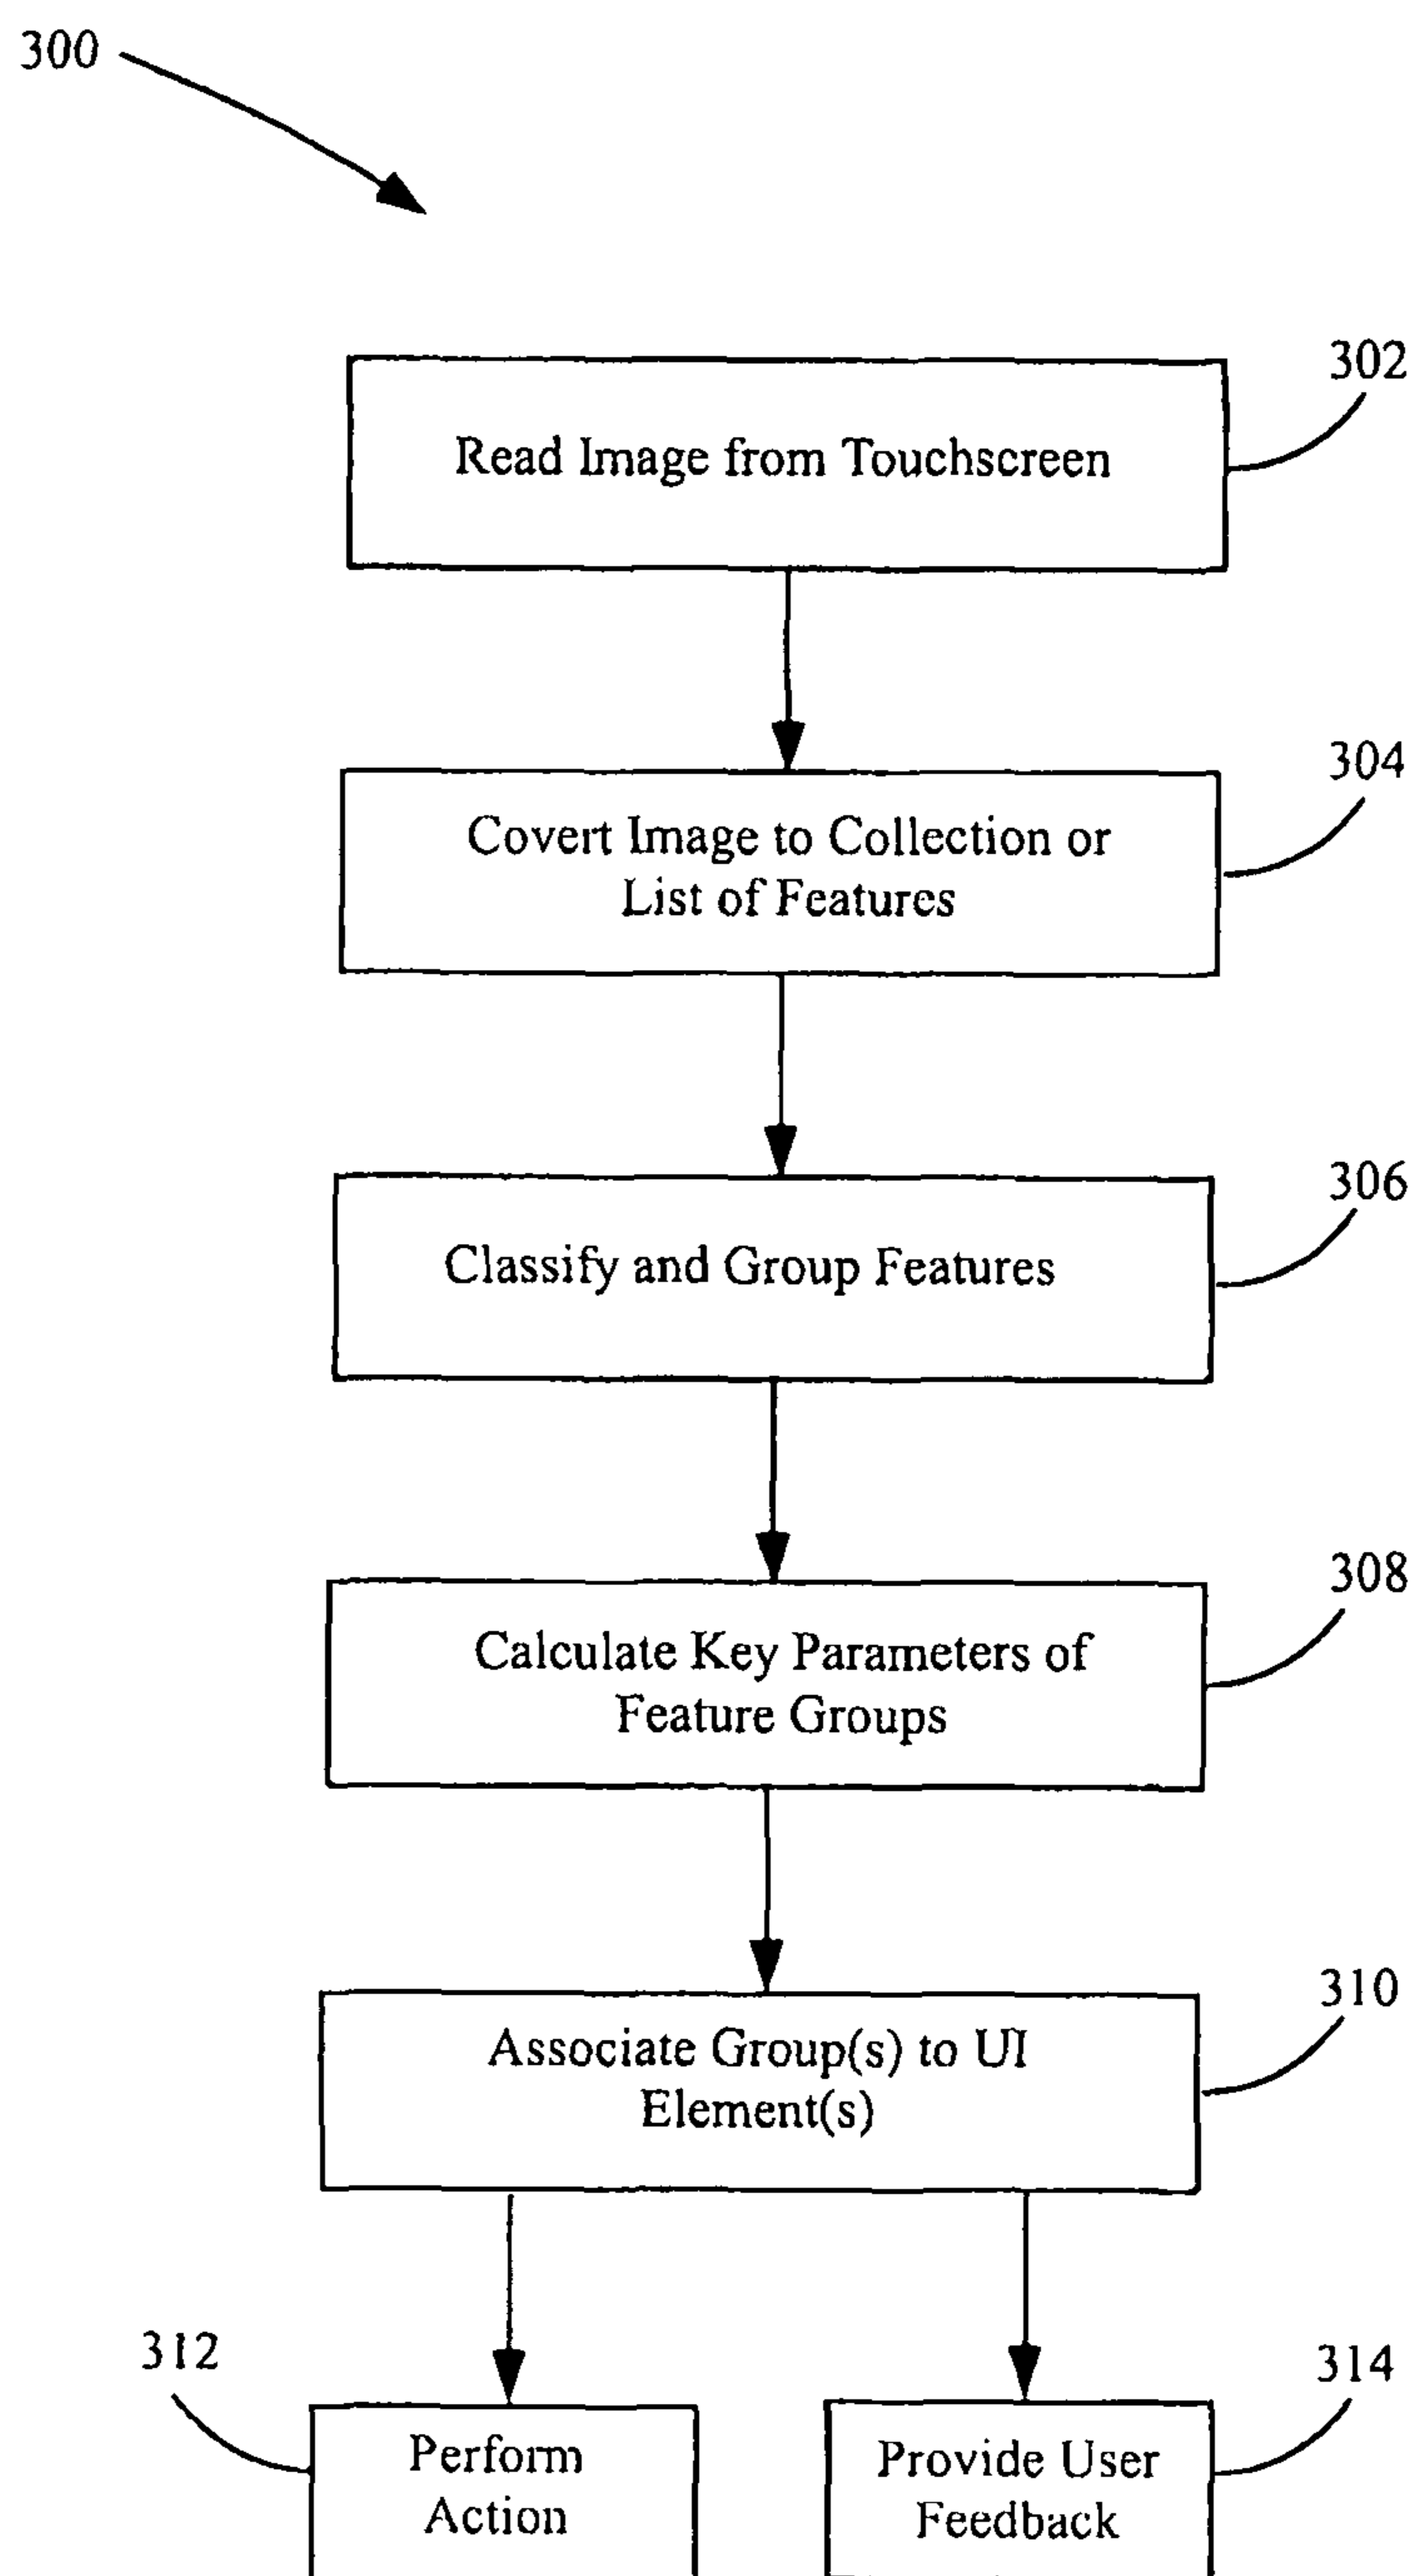 300
302
Read Image from Touchscreen
304
Covert Image to Collection or
List of Features
306
Classify and Group Features
308
Calculate Key Parameters of
Feature Groups
310
Associate Group(s) to UI
Element(s)
312
314
Perform
Action
Provide User
Feedback